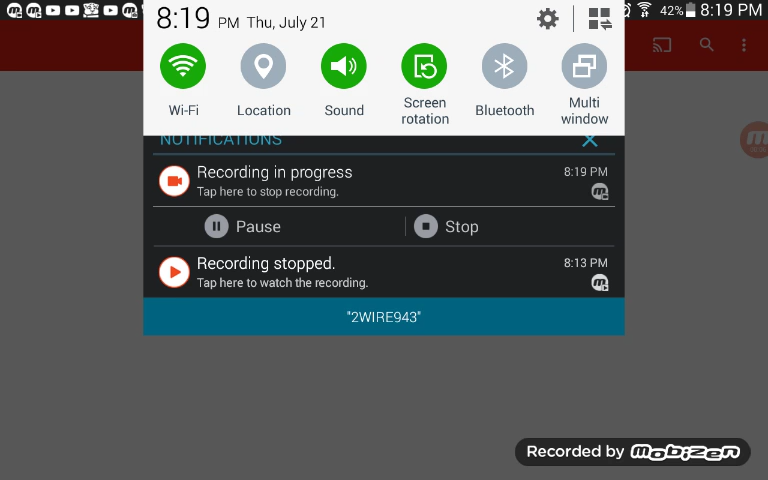 8:19 PM Thu, July 21
42% 8:19 PM
Wi-Fi
Location
Sound
Screen rotation
Bluetooth
Multi window
NOTIFICATIONS
Recording in progress
8:19 PM
Tap here to stop recording.
Pause
Stop
Recording stopped.
8:13 PM
Tap here to watch the recording.
"2WIRE943"
Recorded by mobizen